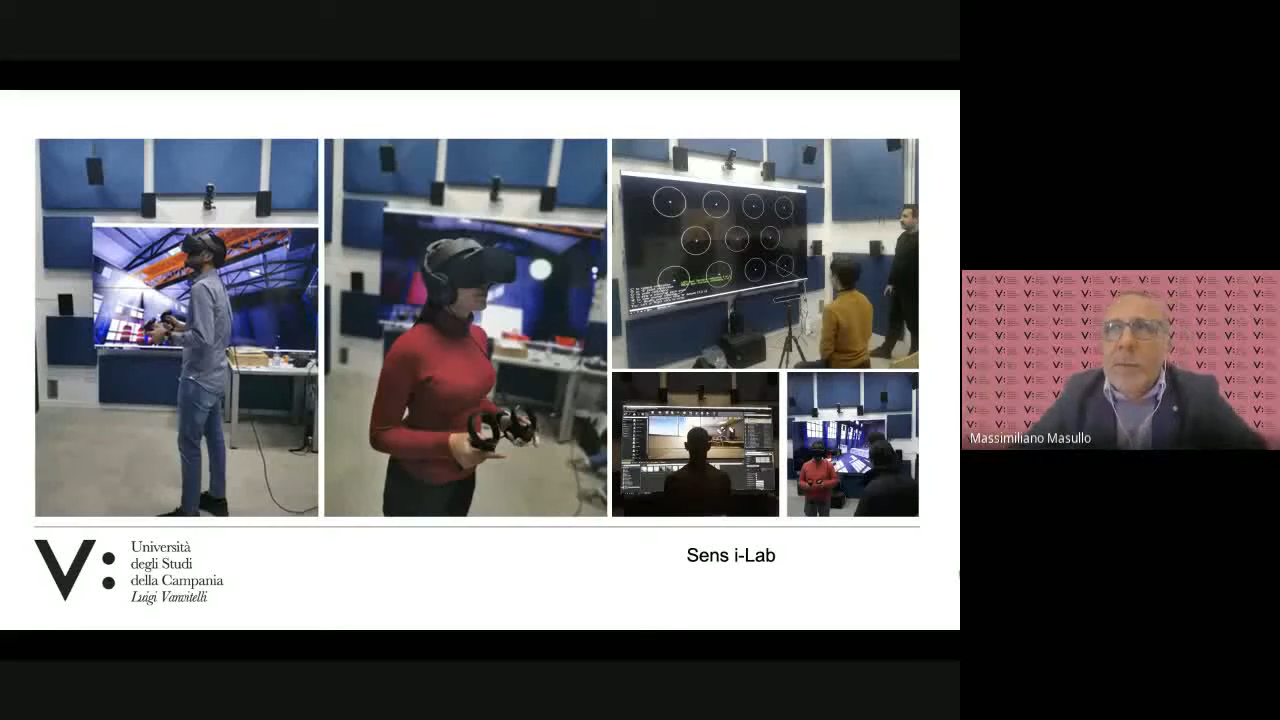 Università
degli Studi
della Campania
Luigi Vanvitelli
Sens i-Lab
Massimiliano Masullo